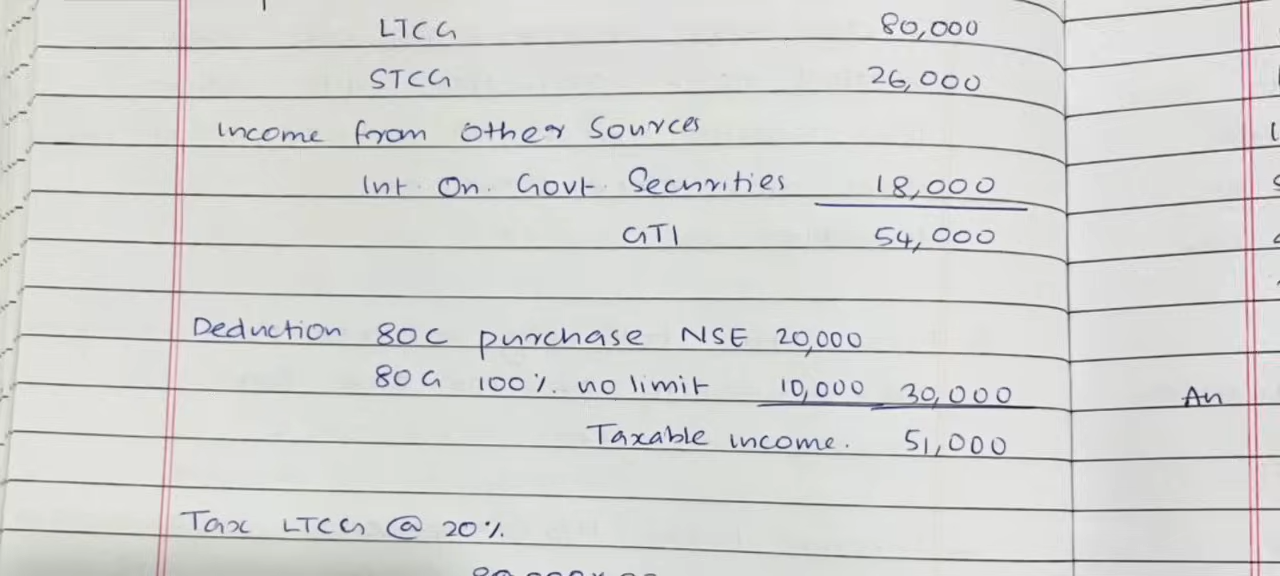 LTCG 80,000
STCG 26,000
Income from Other Sources
Int. On. Govt. Securities 18,000
GTI 54,000
Deduction 80C purchase NSE 20,000
80G 100% no limit 10,000 30,000
An
Taxable income. 51,000
Tax LTCG @ 20%